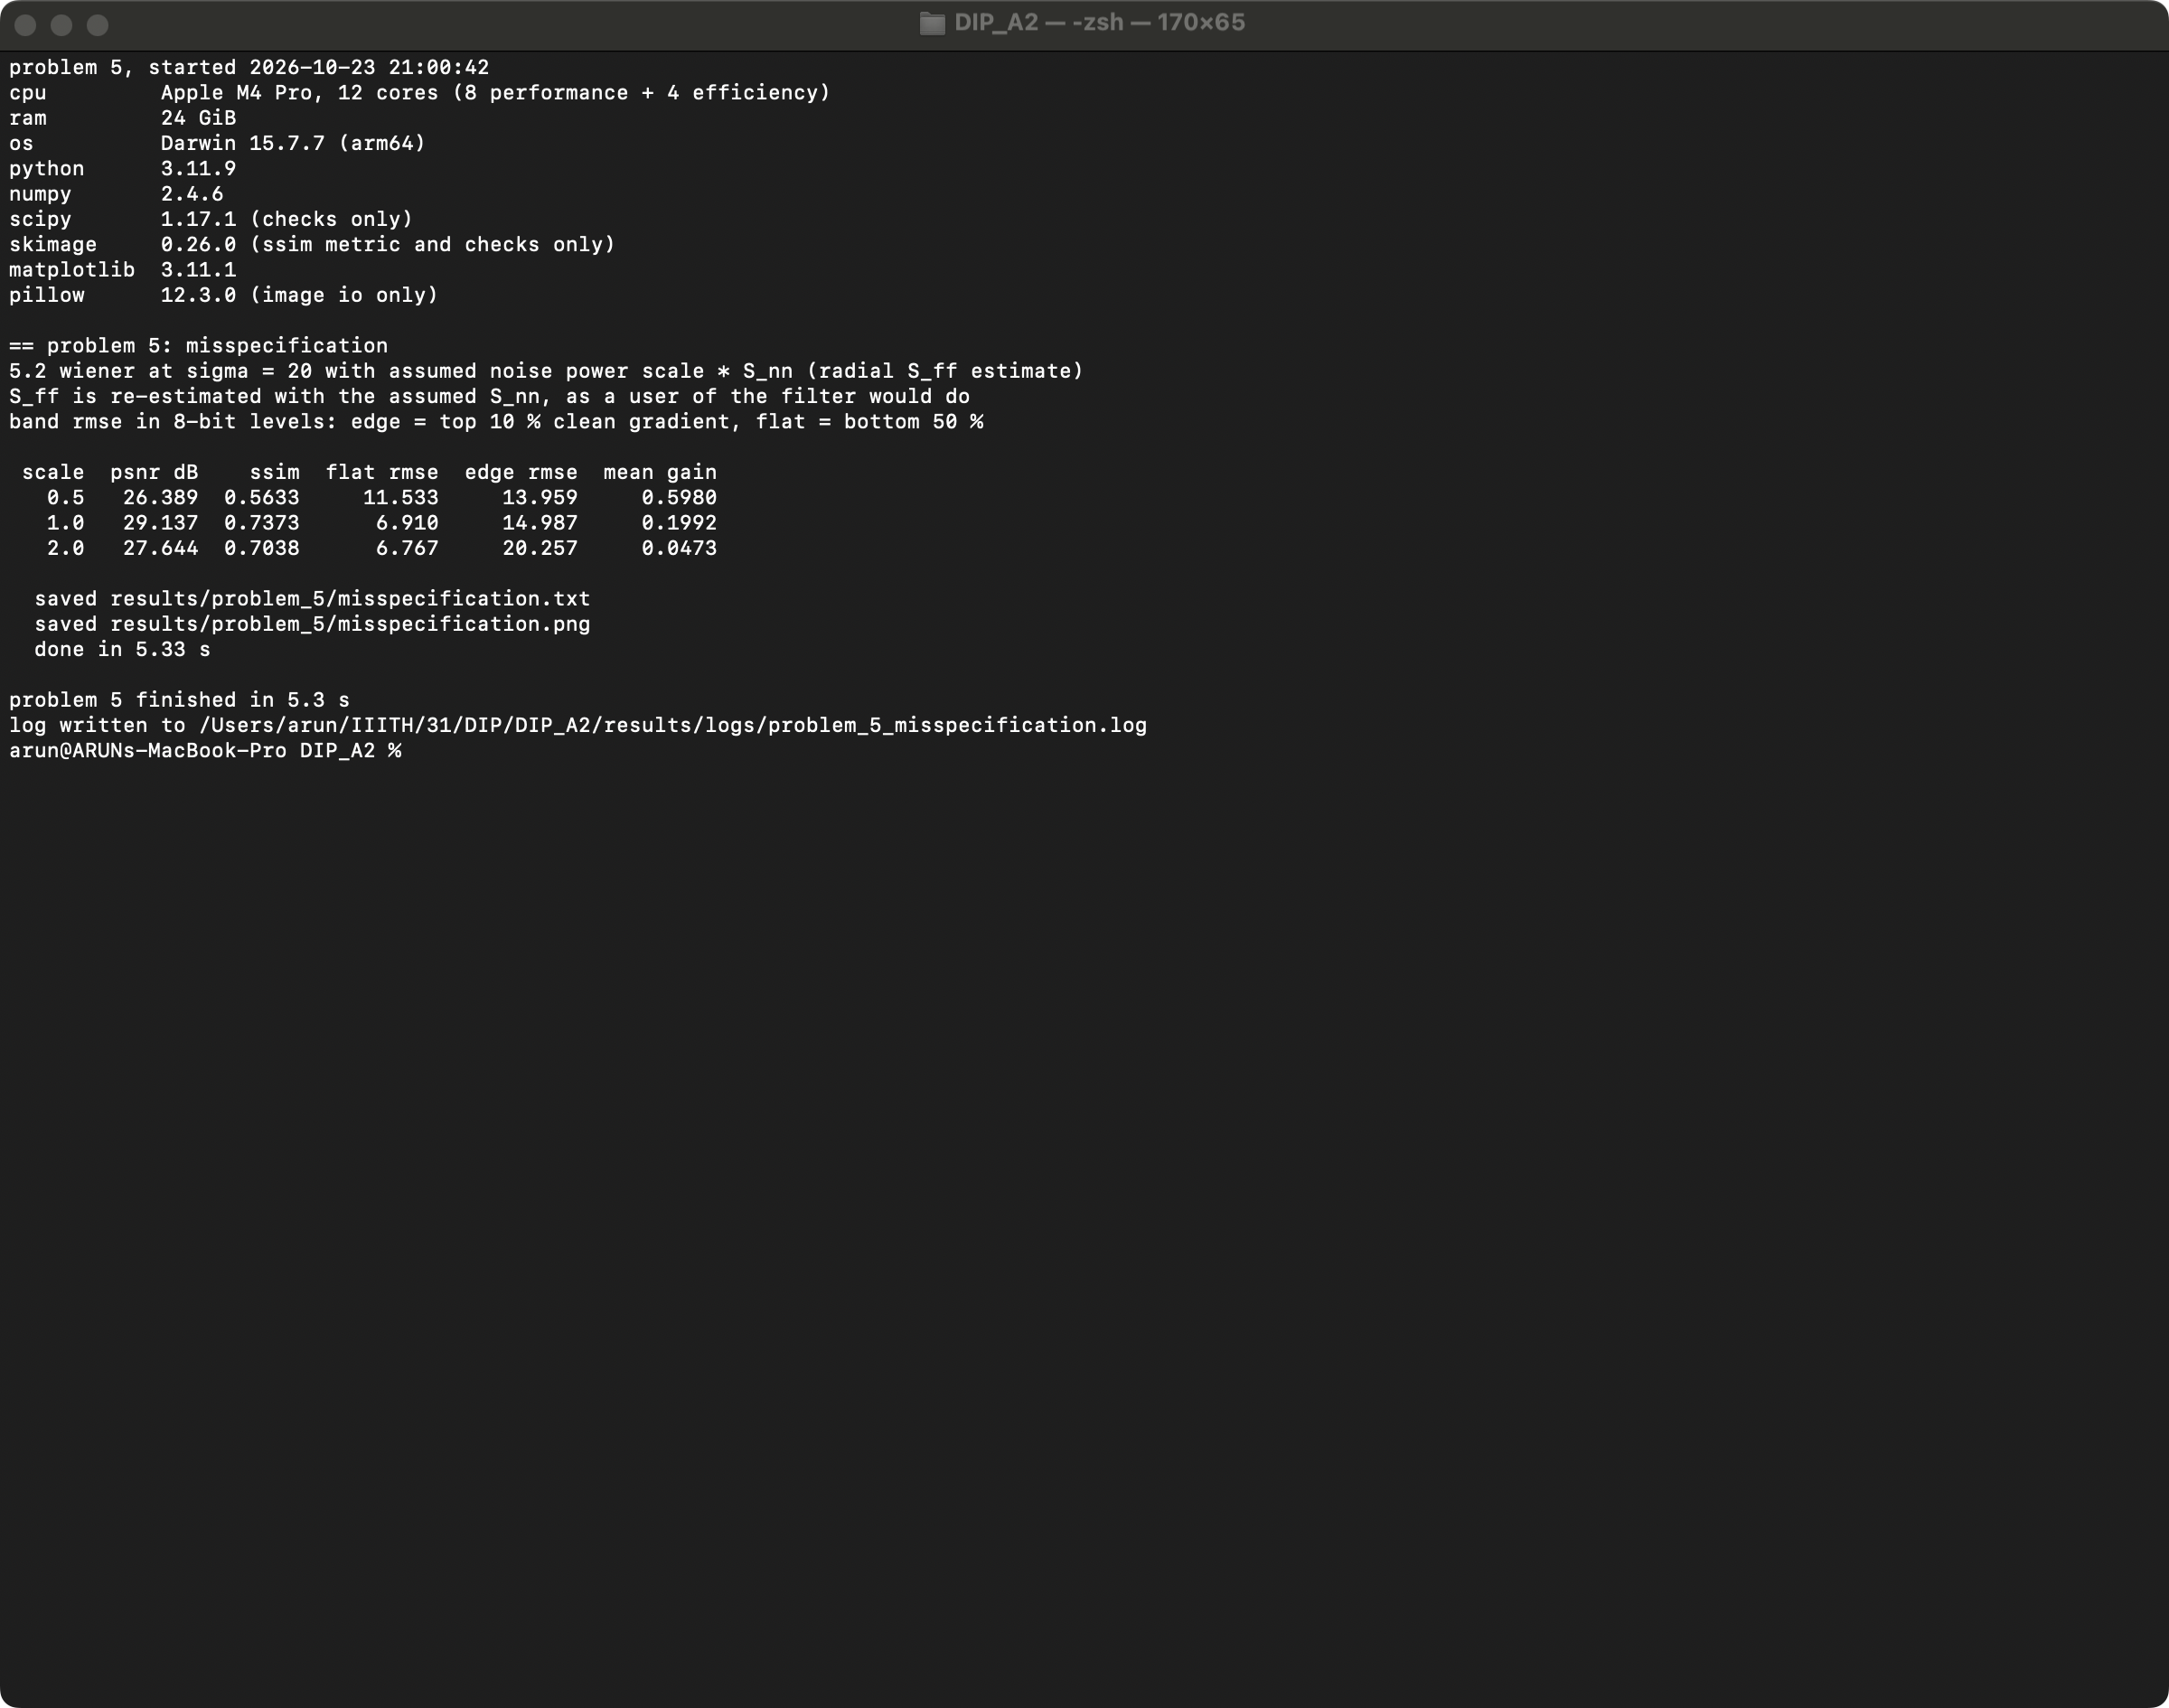 DIP_A2 — -zsh — 170×65
problem 5, started 2026-10-23 21:00:42
cpu         Apple M4 Pro, 12 cores (8 performance + 4 efficiency)
ram         24 GiB
os          Darwin 15.7.7 (arm64)
python      3.11.9
numpy       2.4.6
scipy       1.17.1 (checks only)
skimage     0.26.0 (ssim metric and checks only)
matplotlib  3.11.1
pillow      12.3.0 (image io only)

== problem 5: misspecification
5.2 wiener at sigma = 20 with assumed noise power scale * S_nn (radial S_ff estimate)
S_ff is re-estimated with the assumed S_nn, as a user of the filter would do
band rmse in 8-bit levels: edge = top 10 % clean gradient, flat = bottom 50 %

 scale  psnr dB    ssim  flat rmse  edge rmse  mean gain
   0.5   26.389  0.5633     11.533     13.959     0.5980
   1.0   29.137  0.7373      6.910     14.987     0.1992
   2.0   27.644  0.7038      6.767     20.257     0.0473

  saved results/problem_5/misspecification.txt
  saved results/problem_5/misspecification.png
  done in 5.33 s

problem 5 finished in 5.3 s
log written to /Users/arun/IIITH/31/DIP/DIP_A2/results/logs/problem_5_misspecification.log
arun@ARUNs-MacBook-Pro DIP_A2 %